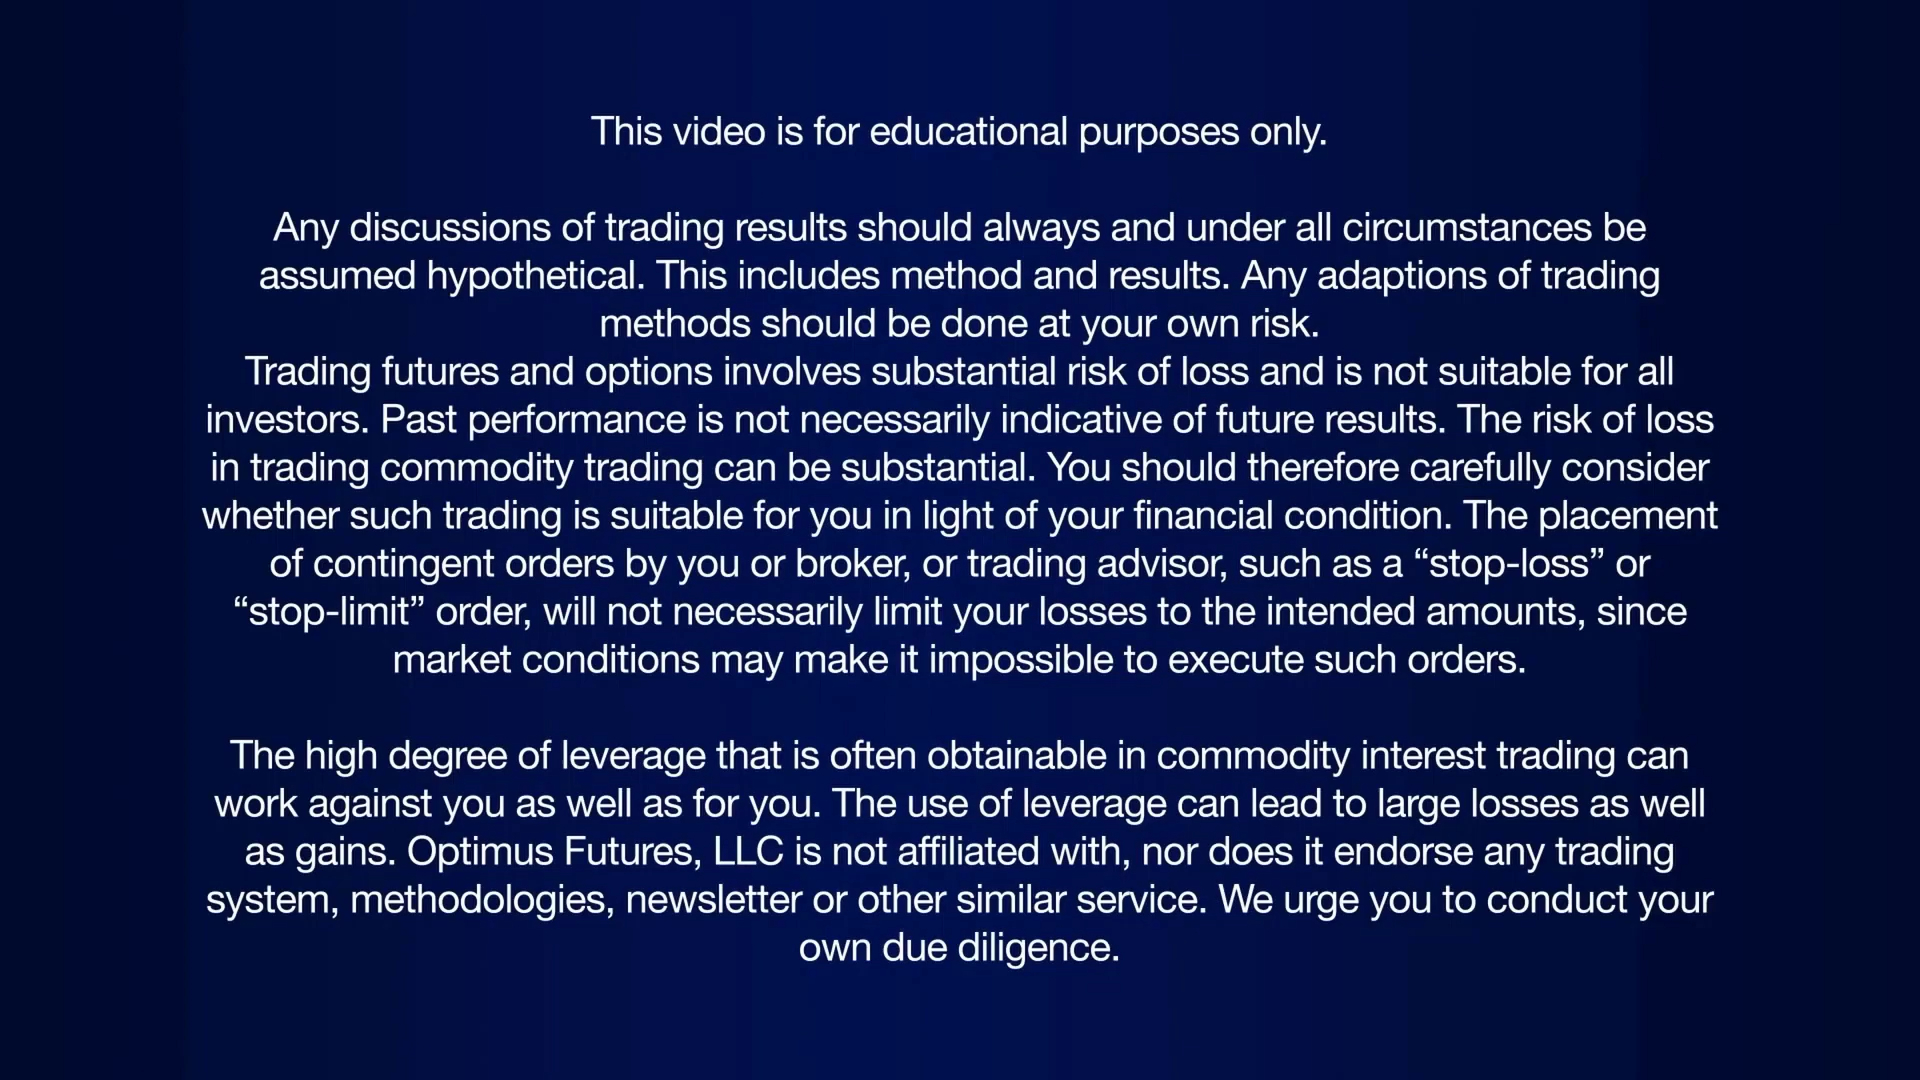 This video is for educational purposes only.
Any discussions of trading results should always and under all circumstances be
assumed hypothetical. This includes method and results. Any adaptions of trading
methods should be done at your own risk.
Trading futures and options involves substantial risk of loss and is not suitable for all
investors. Past performance is not necessarily indicative of future results. The risk of loss
in trading commodity trading can be substantial. You should therefore carefully consider
whether such trading is suitable for you in light of your financial condition. The placement
of contingent orders by you or broker, or trading advisor, such as a “stop-loss” or
“stop-limit” order, will not necessarily limit your losses to the intended amounts, since
market conditions may make it impossible to execute such orders.
The high degree of leverage that is often obtainable in commodity interest trading can
work against you as well as for you. The use of leverage can lead to large losses as well
as gains. Optimus Futures, LLC is not affiliated with, nor does it endorse any trading
system, methodologies, newsletter or other similar service. We urge you to conduct your
own due diligence.